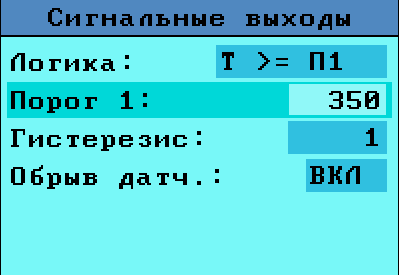 Сигнальные выходы
Логика: T >= П1
Порог 1: 350
Гистерезис: 1
Обрыв датч.: ВКЛ